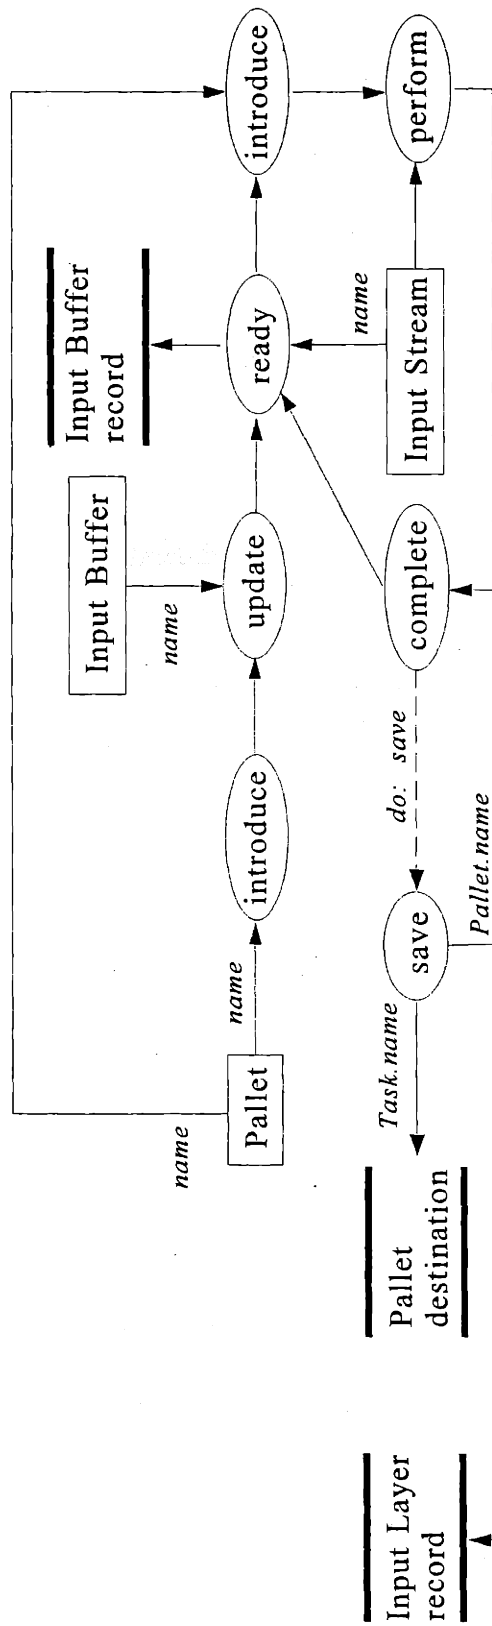 name
Pallet
name
introduce
Input Buffer
name
update
Input Buffer
record
ready
introduce
name
Input Stream
perform
complete
do: save
save
Task.name
Pallet.name
Pallet
destination
Input Layer
record